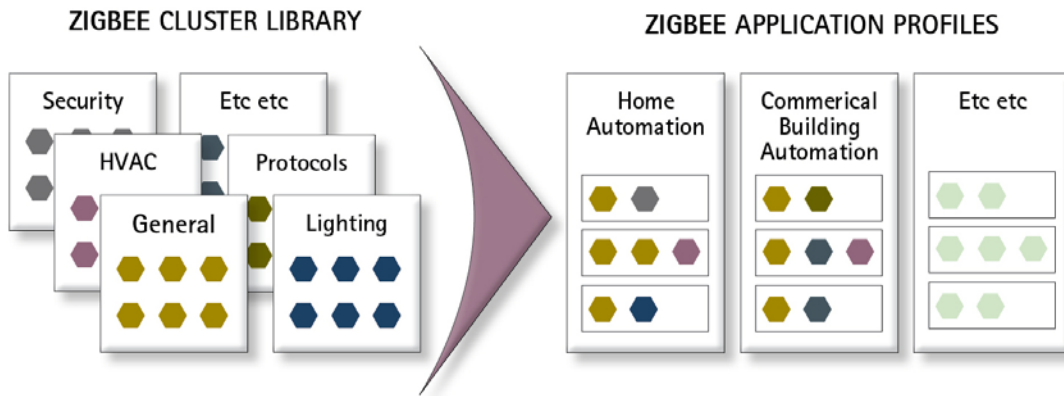 ZIGBEE CLUSTER LIBRARY
ZIGBEE APPLICATION PROFILES
Security
Etc etc
HVAC
Protocols
General
Lighting
Home
Automation
Commerical
Building
Automation
Etc etc